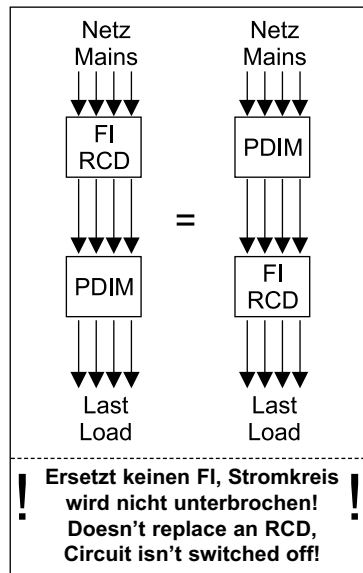 Netz
Mains
FI
RCD
PDIM
Last
Load
=
Netz
Mains
PDIM
FI
RCD
Last
Load
! Ersetzt keinen FI, Stromkreis !
wird nicht unterbrochen!
Doesn't replace an RCD,
Circuit isn't switched off!